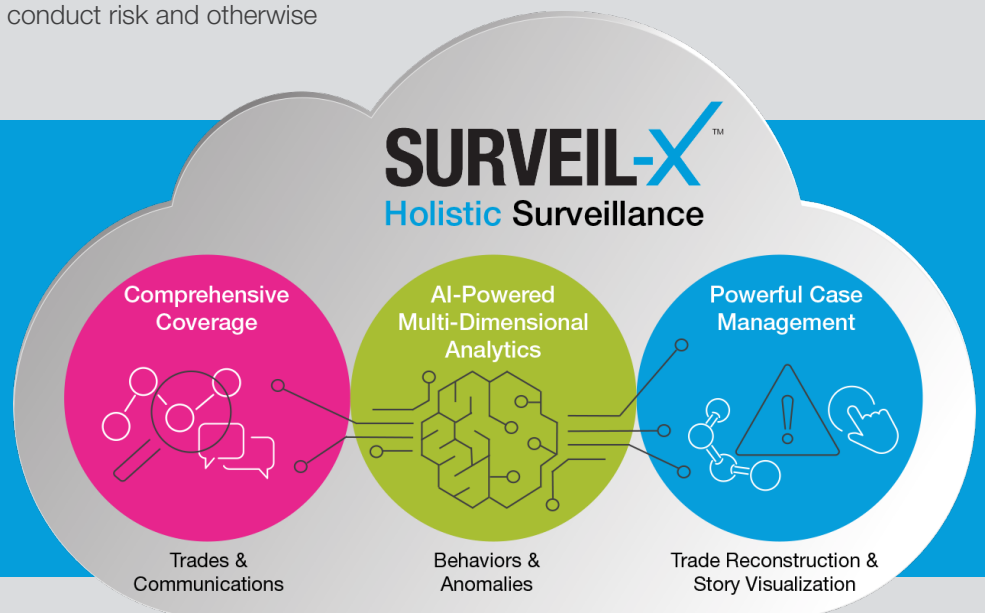 conduct risk and otherwise
SURVEIL-X™
Holistic Surveillance
Comprehensive
Coverage
AI-Powered
Multi-Dimensional
Analytics
Powerful Case
Management
Trades &
Communications
Behaviors &
Anomalies
Trade Reconstruction &
Story Visualization